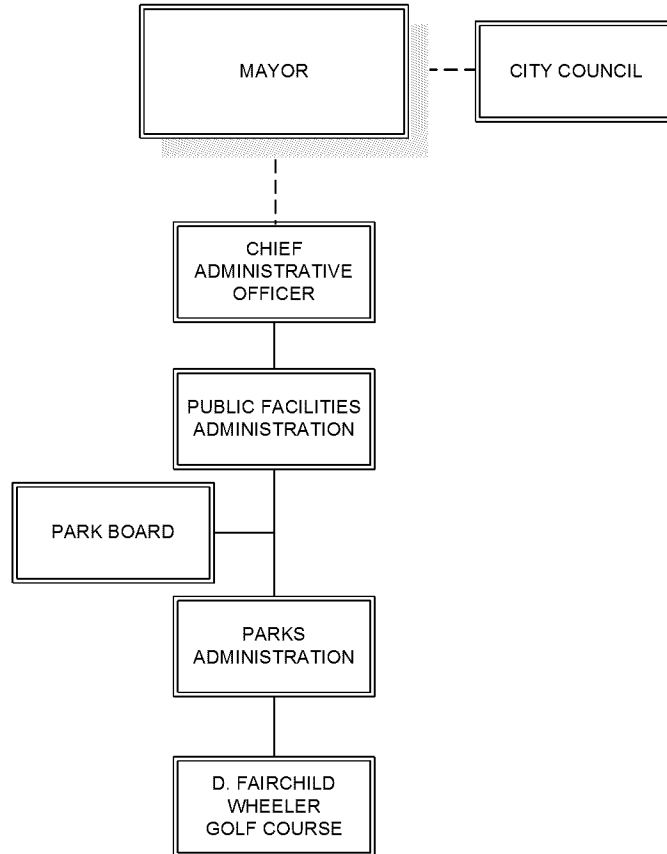 MAYOR
CITY COUNCIL
CHIEF
ADMINISTRATIVE
OFFICER
PUBLIC FACILITIES
ADMINISTRATION
PARK BOARD
PARKS
ADMINISTRATION
D. FAIRCHILD
WHEELER
GOLF COURSE